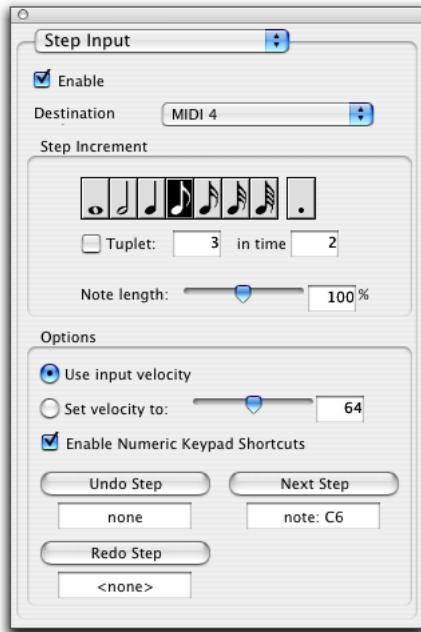 Step Input
Enable
Destination MIDI 4
Step Increment
Tuplet: 3 in time 2
Note length: 100 %
Options
Use input velocity
Set velocity to: 64
Enable Numeric Keypad Shortcuts
Undo Step Next Step
none note: C6
Redo Step
<none>